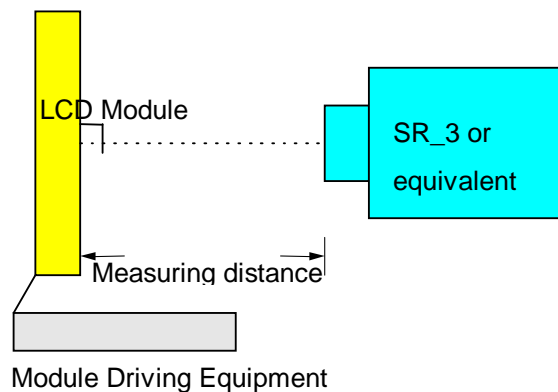 LCD Module
SR_3 or
equivalent
Measuring distance
Module Driving Equipment